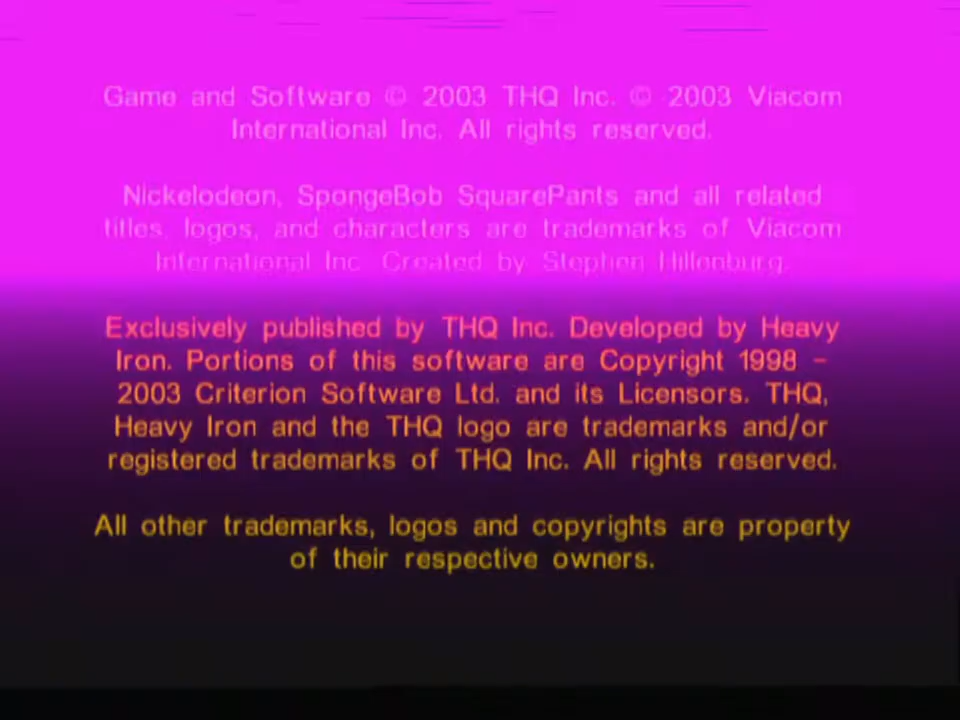 Game and Software © 2003 THQ Inc. © 2003 Viacom
International Inc. All rights reserved.
Nickelodeon, SpongeBob SquarePants and all related
titles, logos, and characters are trademarks of Viacom
International Inc. Created by Stephen Hillenburg.
Exclusively published by THQ Inc. Developed by Heavy
Iron. Portions of this software are Copyright 1998 -
2003 Criterion Software Ltd. and its Licensors. THQ,
Heavy Iron and the THQ logo are trademarks and/or
registered trademarks of THQ Inc. All rights reserved.
All other trademarks, logos and copyrights are property
of their respective owners.